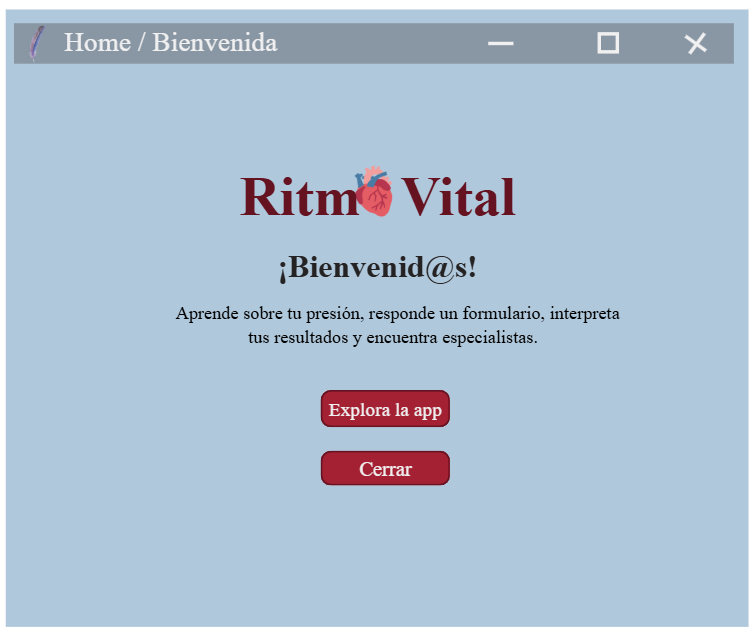 Home / Bienvenida
Ritmo Vital
¡Bienvenid@s!
Aprende sobre tu presión, responde un formulario, interpreta
tus resultados y encuentra especialistas.
Explora la app
Cerrar